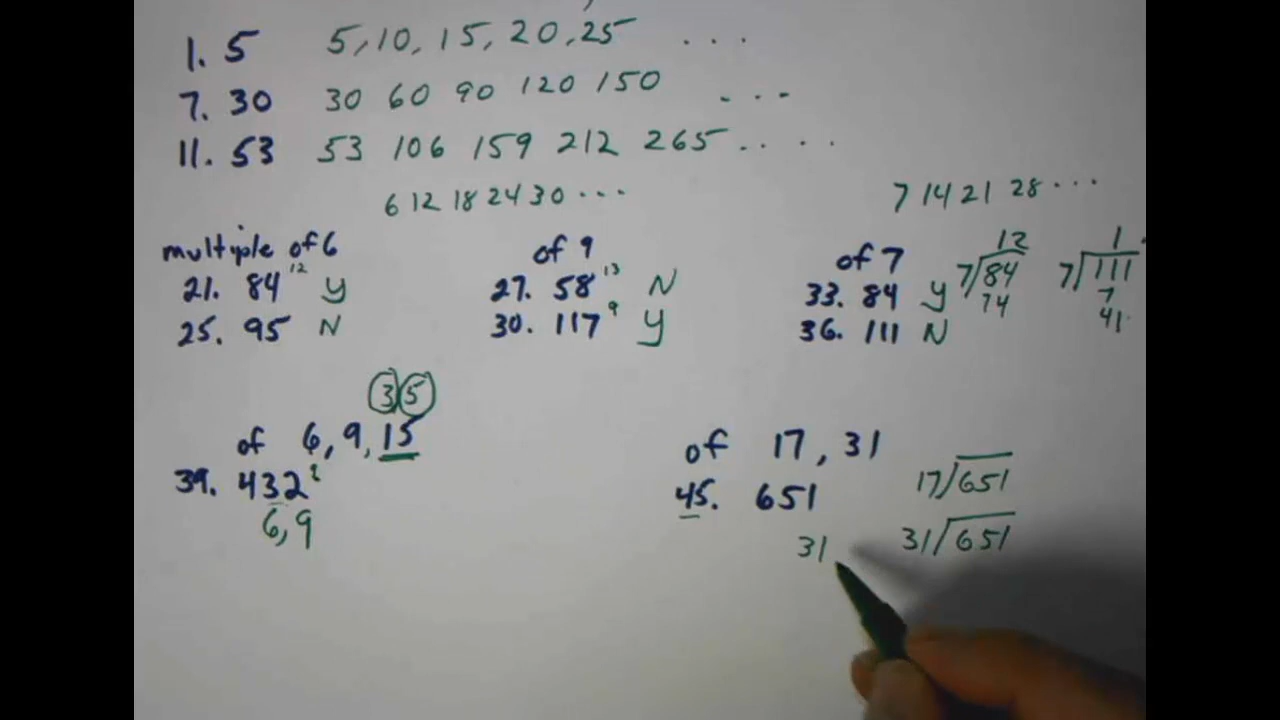 1. 5 5, 10, 15, 20, 25 ...
7. 30 30 60 90 120 150 ...
11. 53 53 106 159 212 265 .. ..
6 12 18 24 30 ...
7 14 21 28 ...
multiple of 6
21. 84 12 Y
25. 95 N
of 9
27. 58 13 N
30. 117 9 Y
of 7
33. 84 Y
36. 111 N
12
7)84
74
1
7)111
7
41
3 5
of 6, 9, 15
39. 432
6, 9
of 17, 31
45. 651
31
17)651
31)651